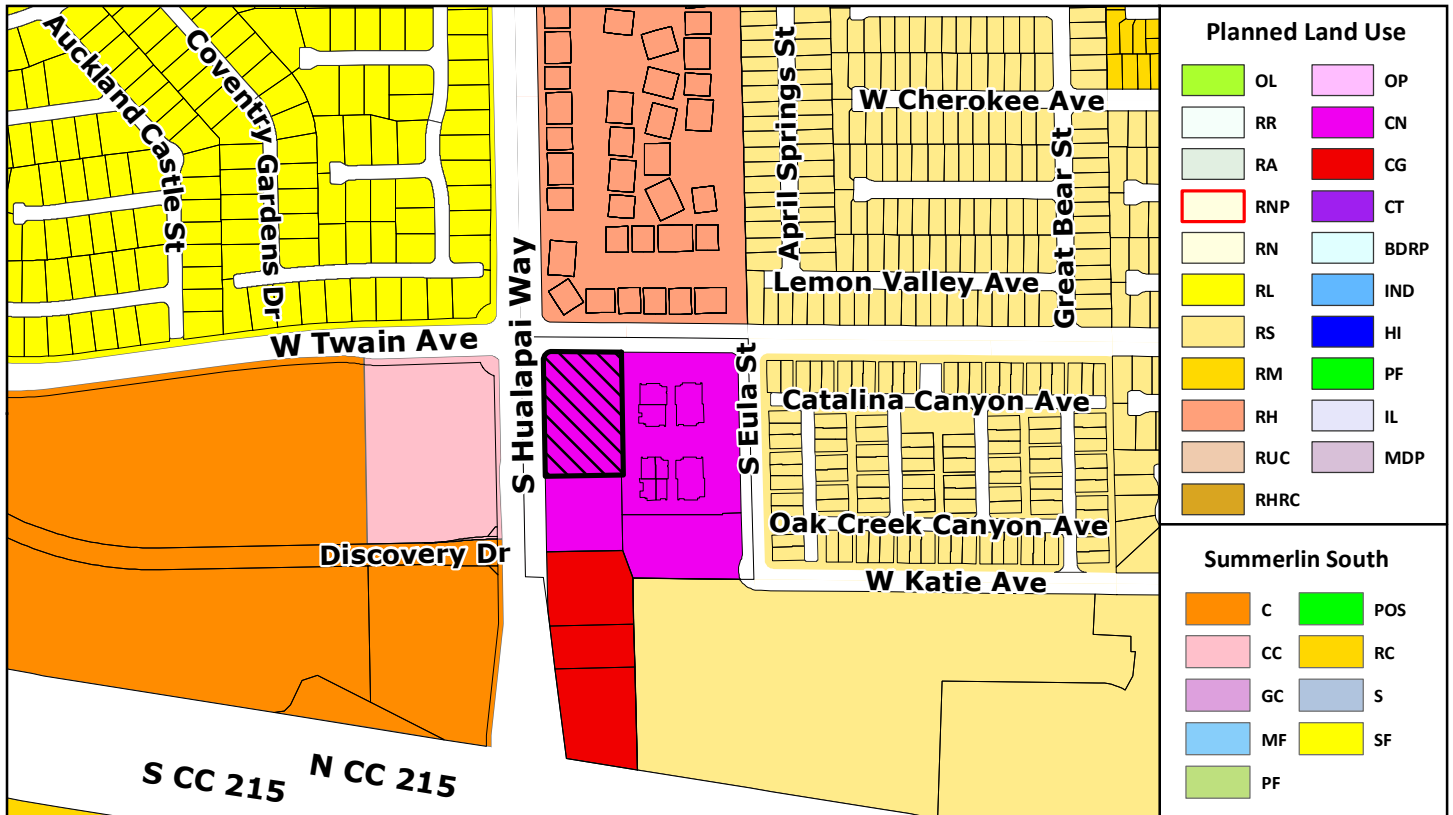 Auckland Castle St
Coventry Gardens Dr
W Twain Ave
S Hualapai Way
April Springs St
W Cherokee Ave
Great Bear St
Lemon Valley Ave
S Eula St
Catalina Canyon Ave
Oak Creek Canyon Ave
W Katie Ave
Discovery Dr
S CC 215
N CC 215
Planned Land Use
OL OP
RR CN
RA CG
RNP CT
RN BDRP
RL IND
RS HI
RM PF
RH IL
RUC MDP
RHRC
Summerlin South
C POS
CC RC
GC S
MF SF
PF